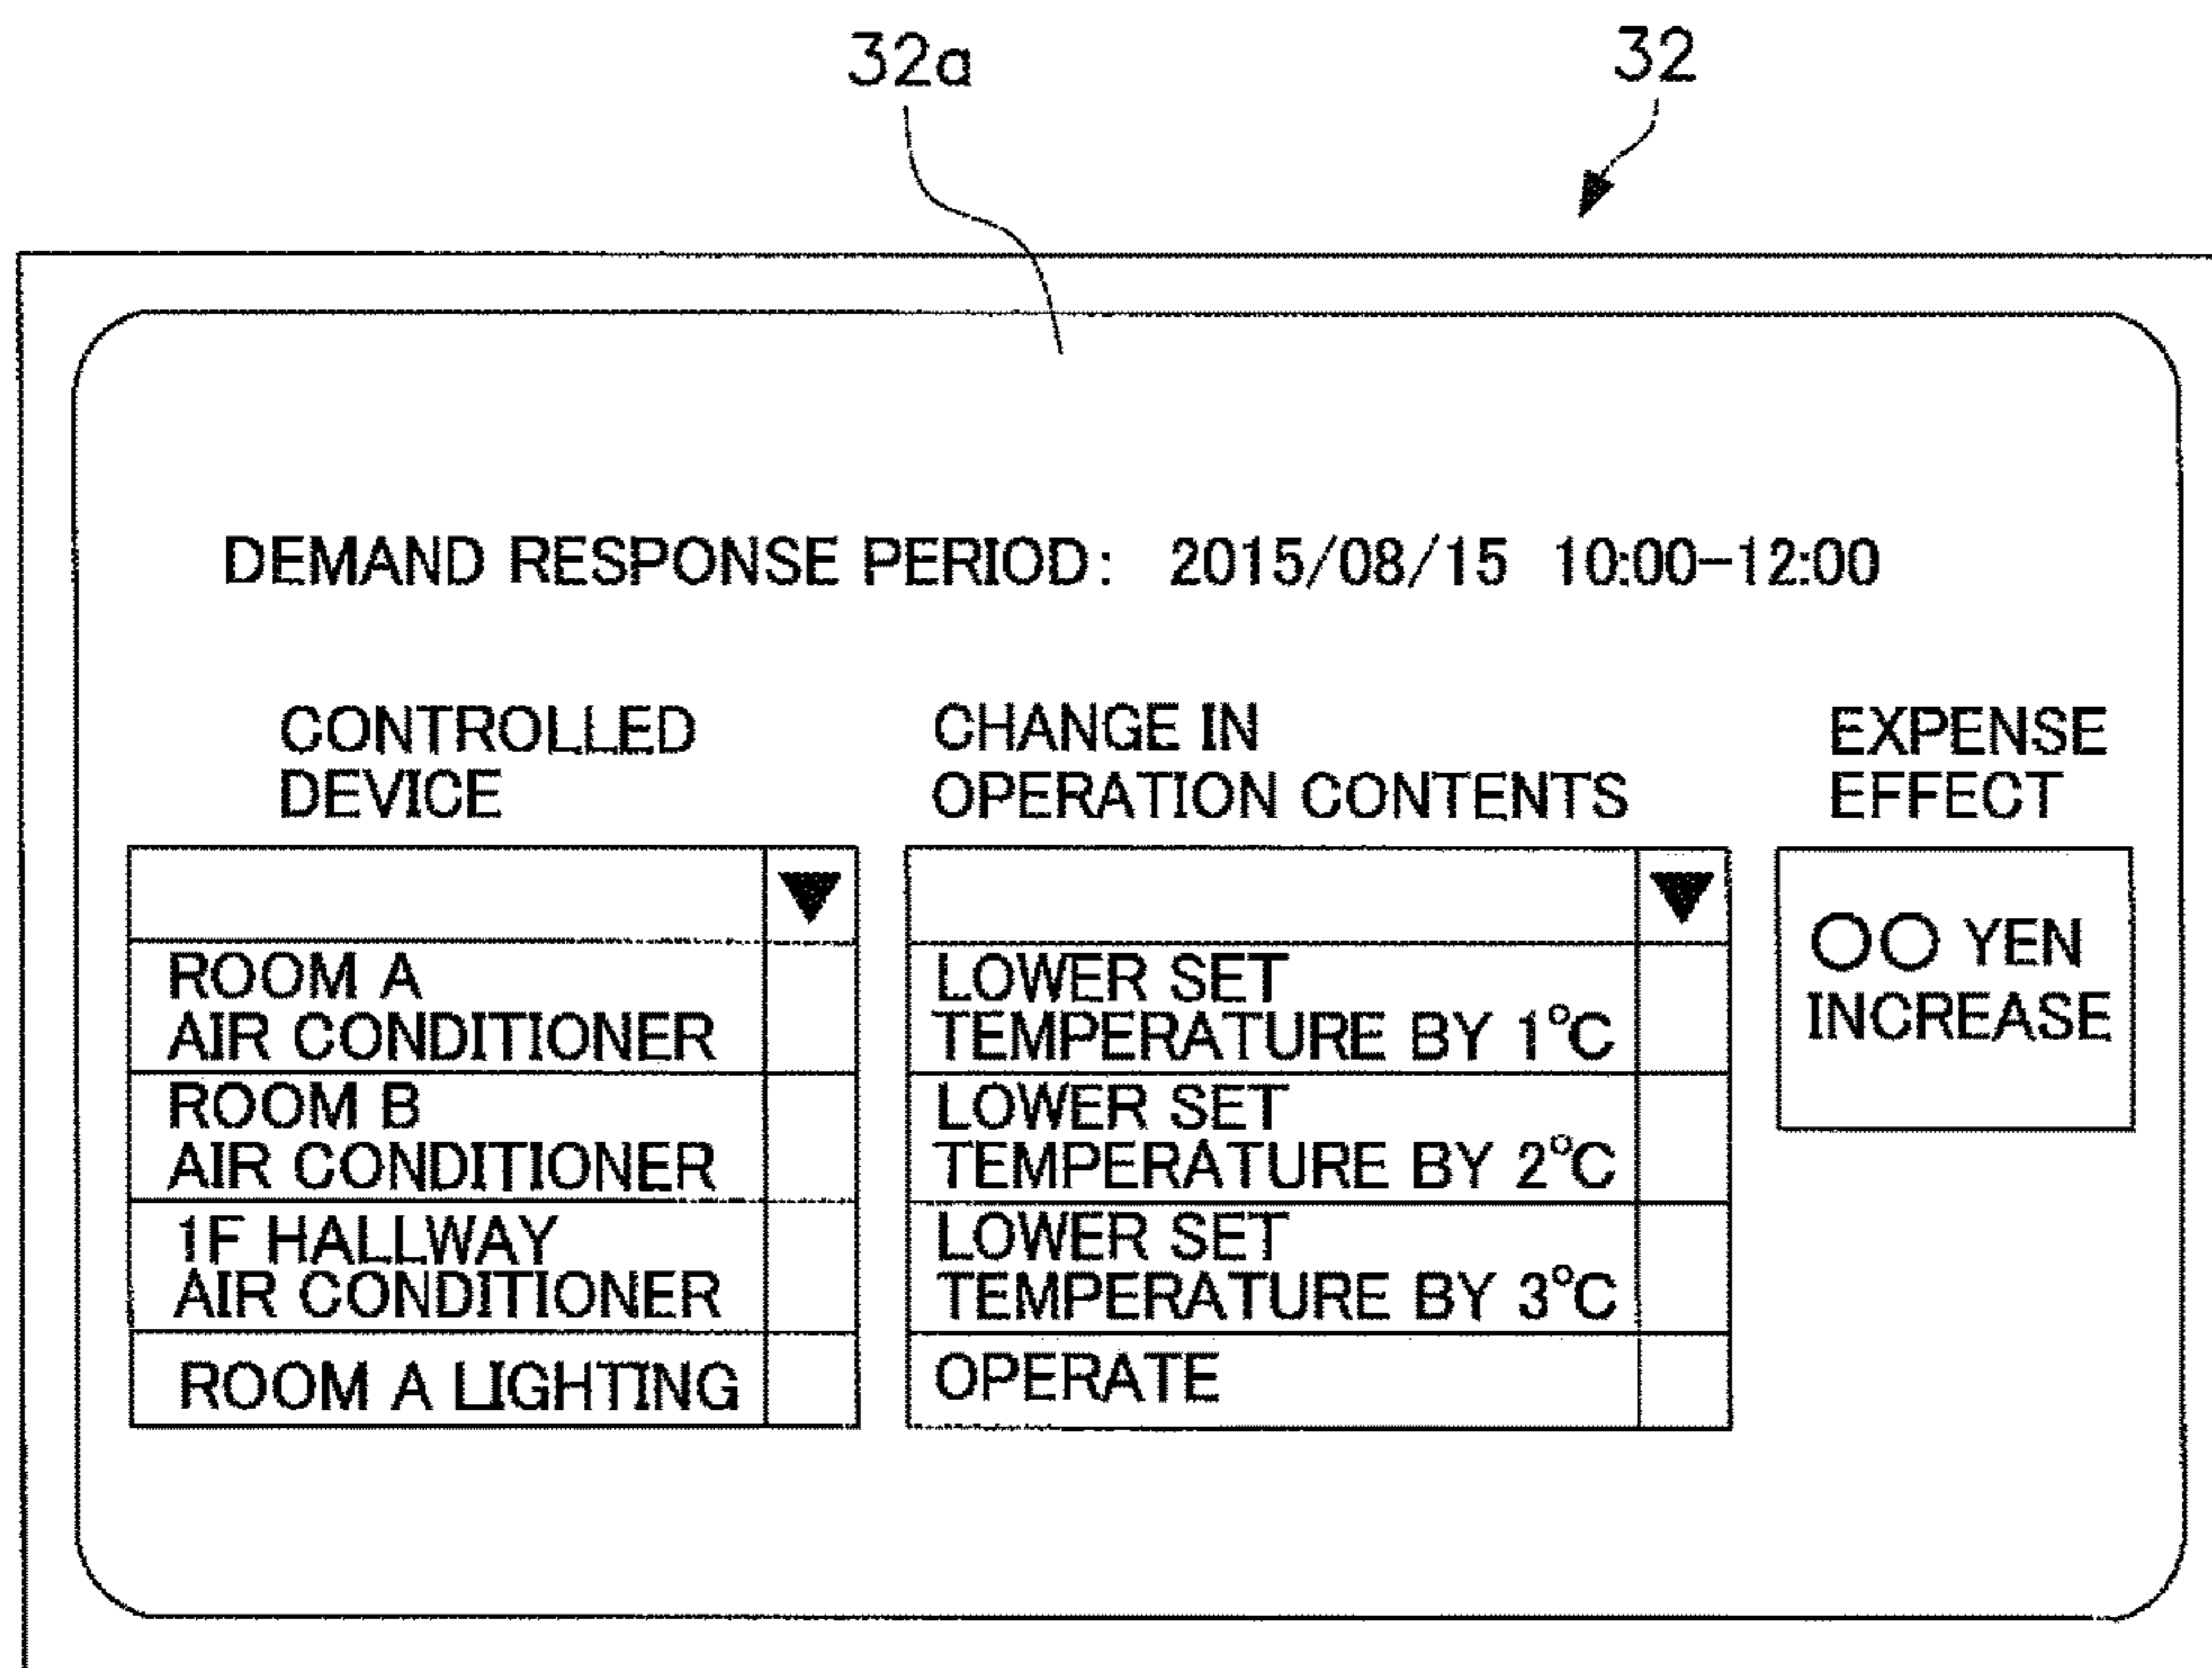 32a
32
DEMAND RESPONSE PERIOD: 2015/08/15 10:00-12:00
CONTROLLED
DEVICE
CHANGE IN
OPERATION CONTENTS
EXPENSE
EFFECT
▼
▼
ROOM A
AIR CONDITIONER
ROOM B
AIR CONDITIONER
1F HALLWAY
AIR CONDITIONER
ROOM A LIGHTING
LOWER SET
TEMPERATURE BY 1°C
LOWER SET
TEMPERATURE BY 2°C
LOWER SET
TEMPERATURE BY 3°C
OPERATE
○○ YEN
INCREASE